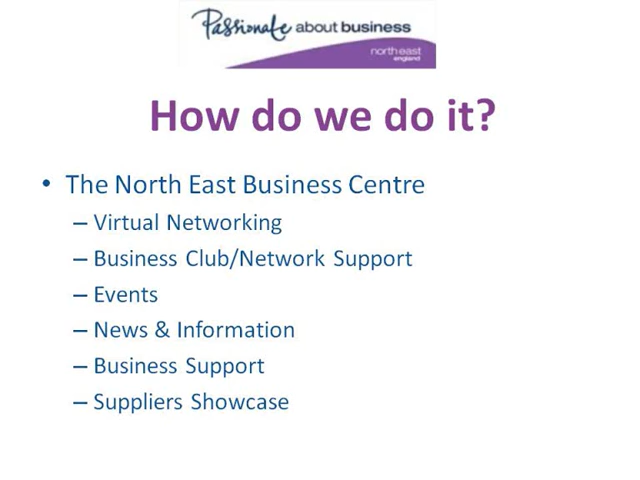 Passionate about business
north east
england
How do we do it?
• The North East Business Centre
– Virtual Networking
– Business Club/Network Support
– Events
– News & Information
– Business Support
– Suppliers Showcase